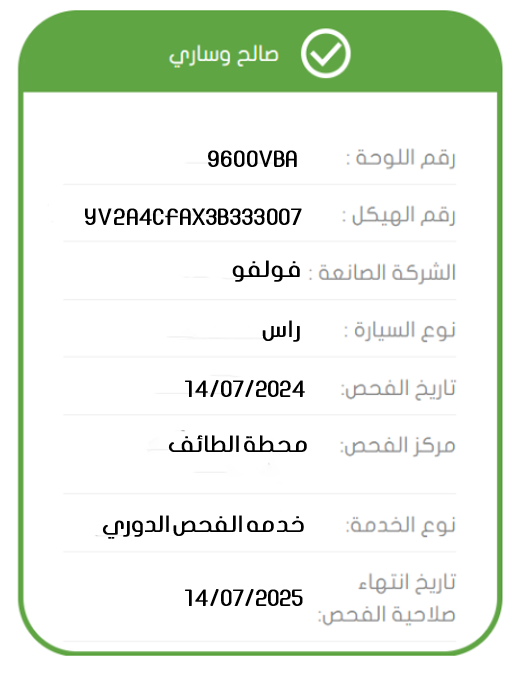 صالح وساري
رقم اللوحة : 9600VBA
رقم الهيكل : YV2A4CFAX3B333007
الشركة الصانعة : فولفو
نوع السيارة : راس
تاريخ الفحص: 14/07/2024
مركز الفحص: محطة الطائف
نوع الخدمة: خدمه الفحص الدوري
تاريخ انتهاء
صلاحية الفحص: 14/07/2025